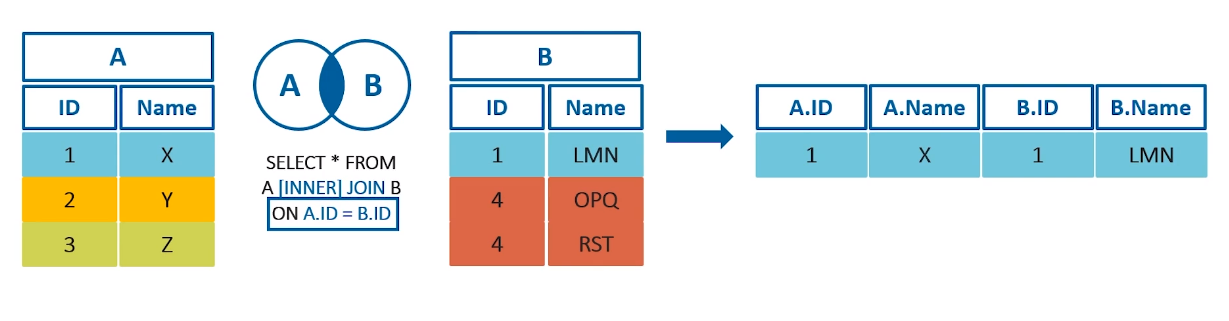 A
ID Name
1 X
2 Y
3 Z
A B
SELECT * FROM
A [INNER] JOIN B
ON A.ID = B.ID
B
ID Name
1 LMN
4 OPQ
4 RST
A.ID A.Name B.ID B.Name
1 X 1 LMN